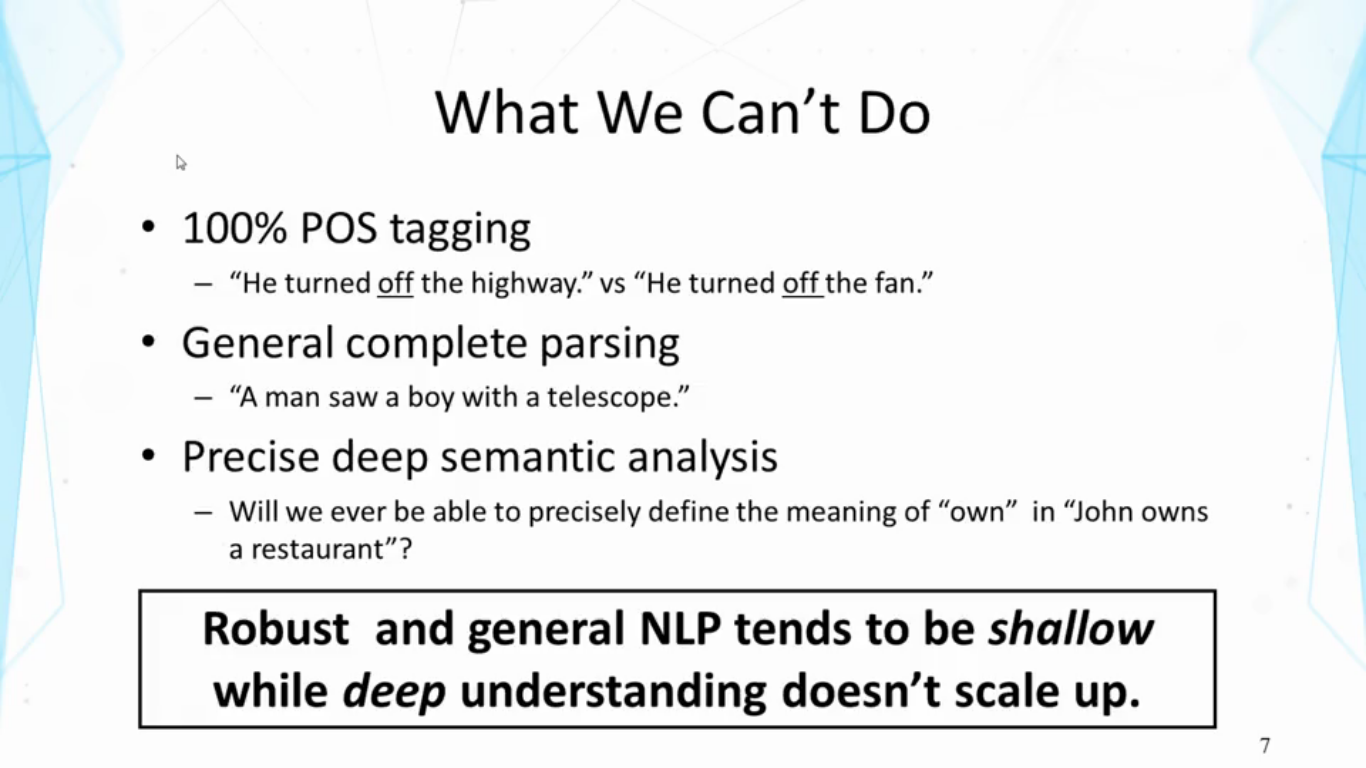 What We Can’t Do
• 100% POS tagging
– “He turned off the highway.” vs “He turned off the fan.”
• General complete parsing
– “A man saw a boy with a telescope.”
• Precise deep semantic analysis
– Will we ever be able to precisely define the meaning of “own” in “John owns
a restaurant”?
Robust and general NLP tends to be shallow
while deep understanding doesn’t scale up.
7